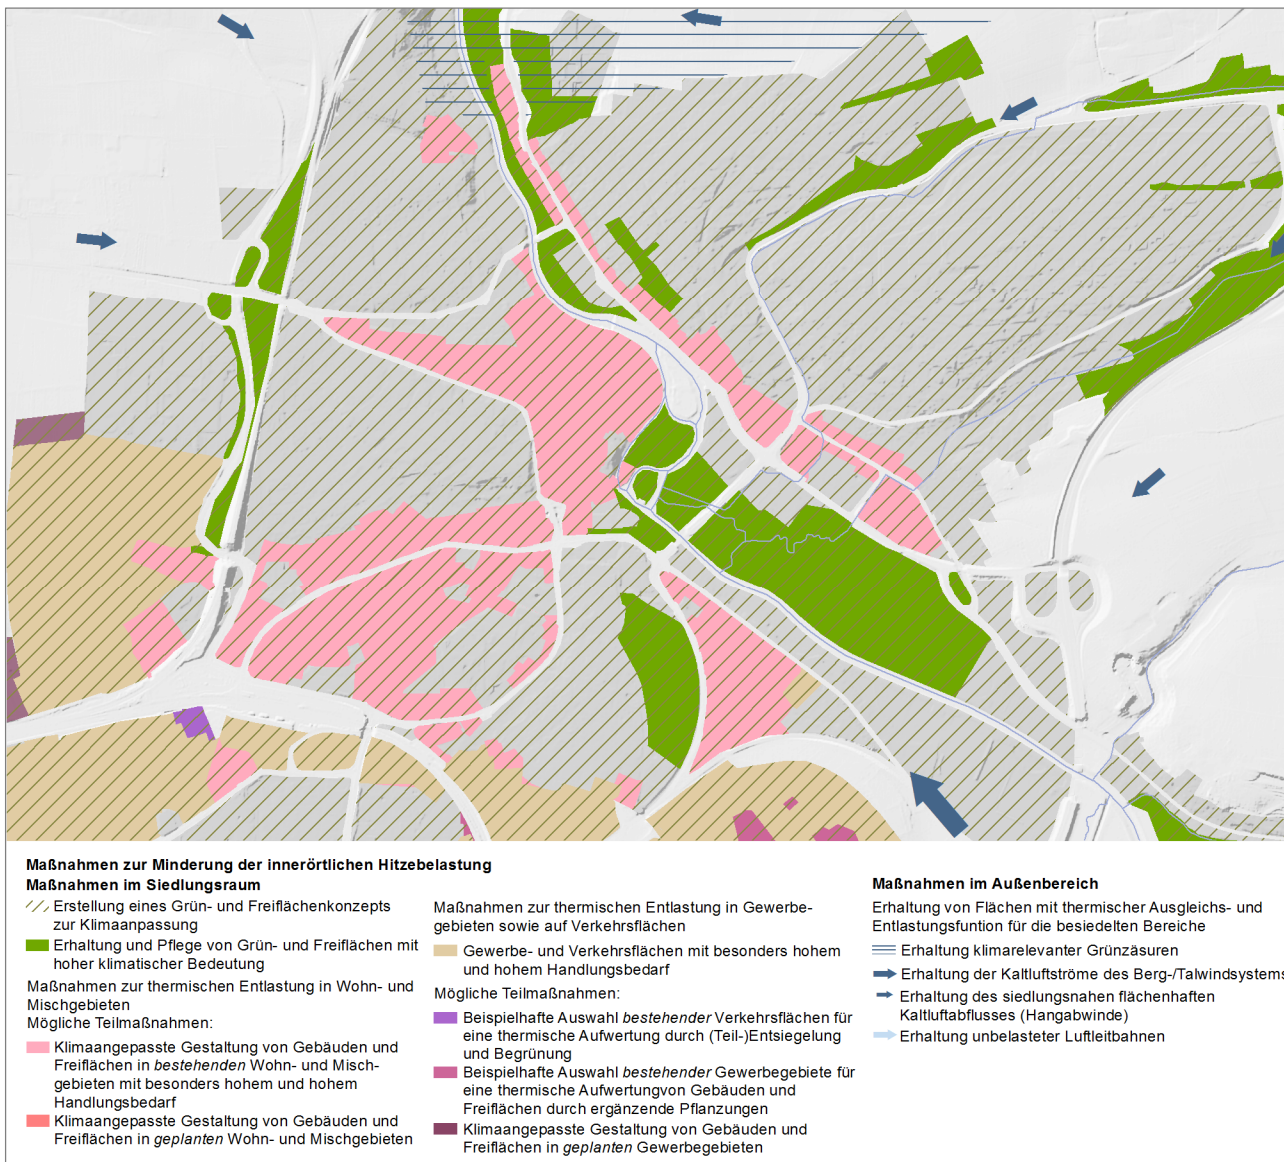 Maßnahmen zur Minderung der innerörtlichen Hitzebelastung
Maßnahmen im Siedlungsraum
Erstellung eines Grün- und Freiflächenkonzepts
zur Klimaanpassung
Erhaltung und Pflege von Grün- und Freiflächen mit
hoher klimatischer Bedeutung
Maßnahmen zur thermischen Entlastung in Wohn- und
Mischgebieten
Mögliche Teilmaßnahmen:
Klimaangepasste Gestaltung von Gebäuden und
Freiflächen in bestehenden Wohn- und Misch-
gebieten mit besonders hohem und hohem
Handlungsbedarf
Klimaangepasste Gestaltung von Gebäuden und
Freiflächen in geplanten Wohn- und Mischgebieten
Maßnahmen zur thermischen Entlastung in Gewerbe-
gebieten sowie auf Verkehrsflächen
Gewerbe- und Verkehrsflächen mit besonders hohem
und hohem Handlungsbedarf
Mögliche Teilmaßnahmen:
Beispielhafte Auswahl bestehender Verkehrsflächen für
eine thermische Aufwertung durch (Teil-)Entsiegelung
und Begrünung
Beispielhafte Auswahl bestehender Gewerbegebiete für
eine thermische Aufwertungvon Gebäuden und
Freiflächen durch ergänzende Pflanzungen
Klimaangepasste Gestaltung von Gebäuden und
Freiflächen in geplanten Gewerbegebieten
Maßnahmen im Außenbereich
Erhaltung von Flächen mit thermischer Ausgleichs- und
Entlastungsfuntion für die besiedelten Bereiche
Erhaltung klimarelevanter Grünzäsuren
Erhaltung der Kaltluftströme des Berg-/Talwindsystems
Erhaltung des siedlungsnahen flächenhaften
Kaltluftabflusses (Hangabwinde)
Erhaltung unbelasteter Luftleitbahnen